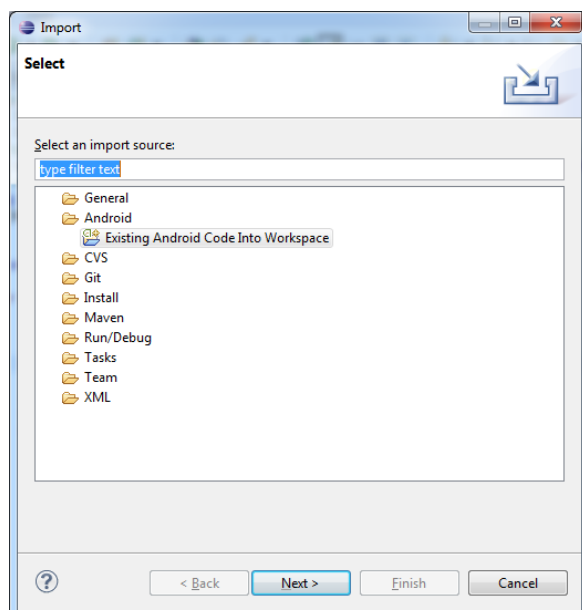 Import
Select
Select an import source:
type filter text
General
Android
Existing Android Code Into Workspace
CVS
Git
Install
Maven
Run/Debug
Tasks
Team
XML
?
< Back
Next >
Finish
Cancel